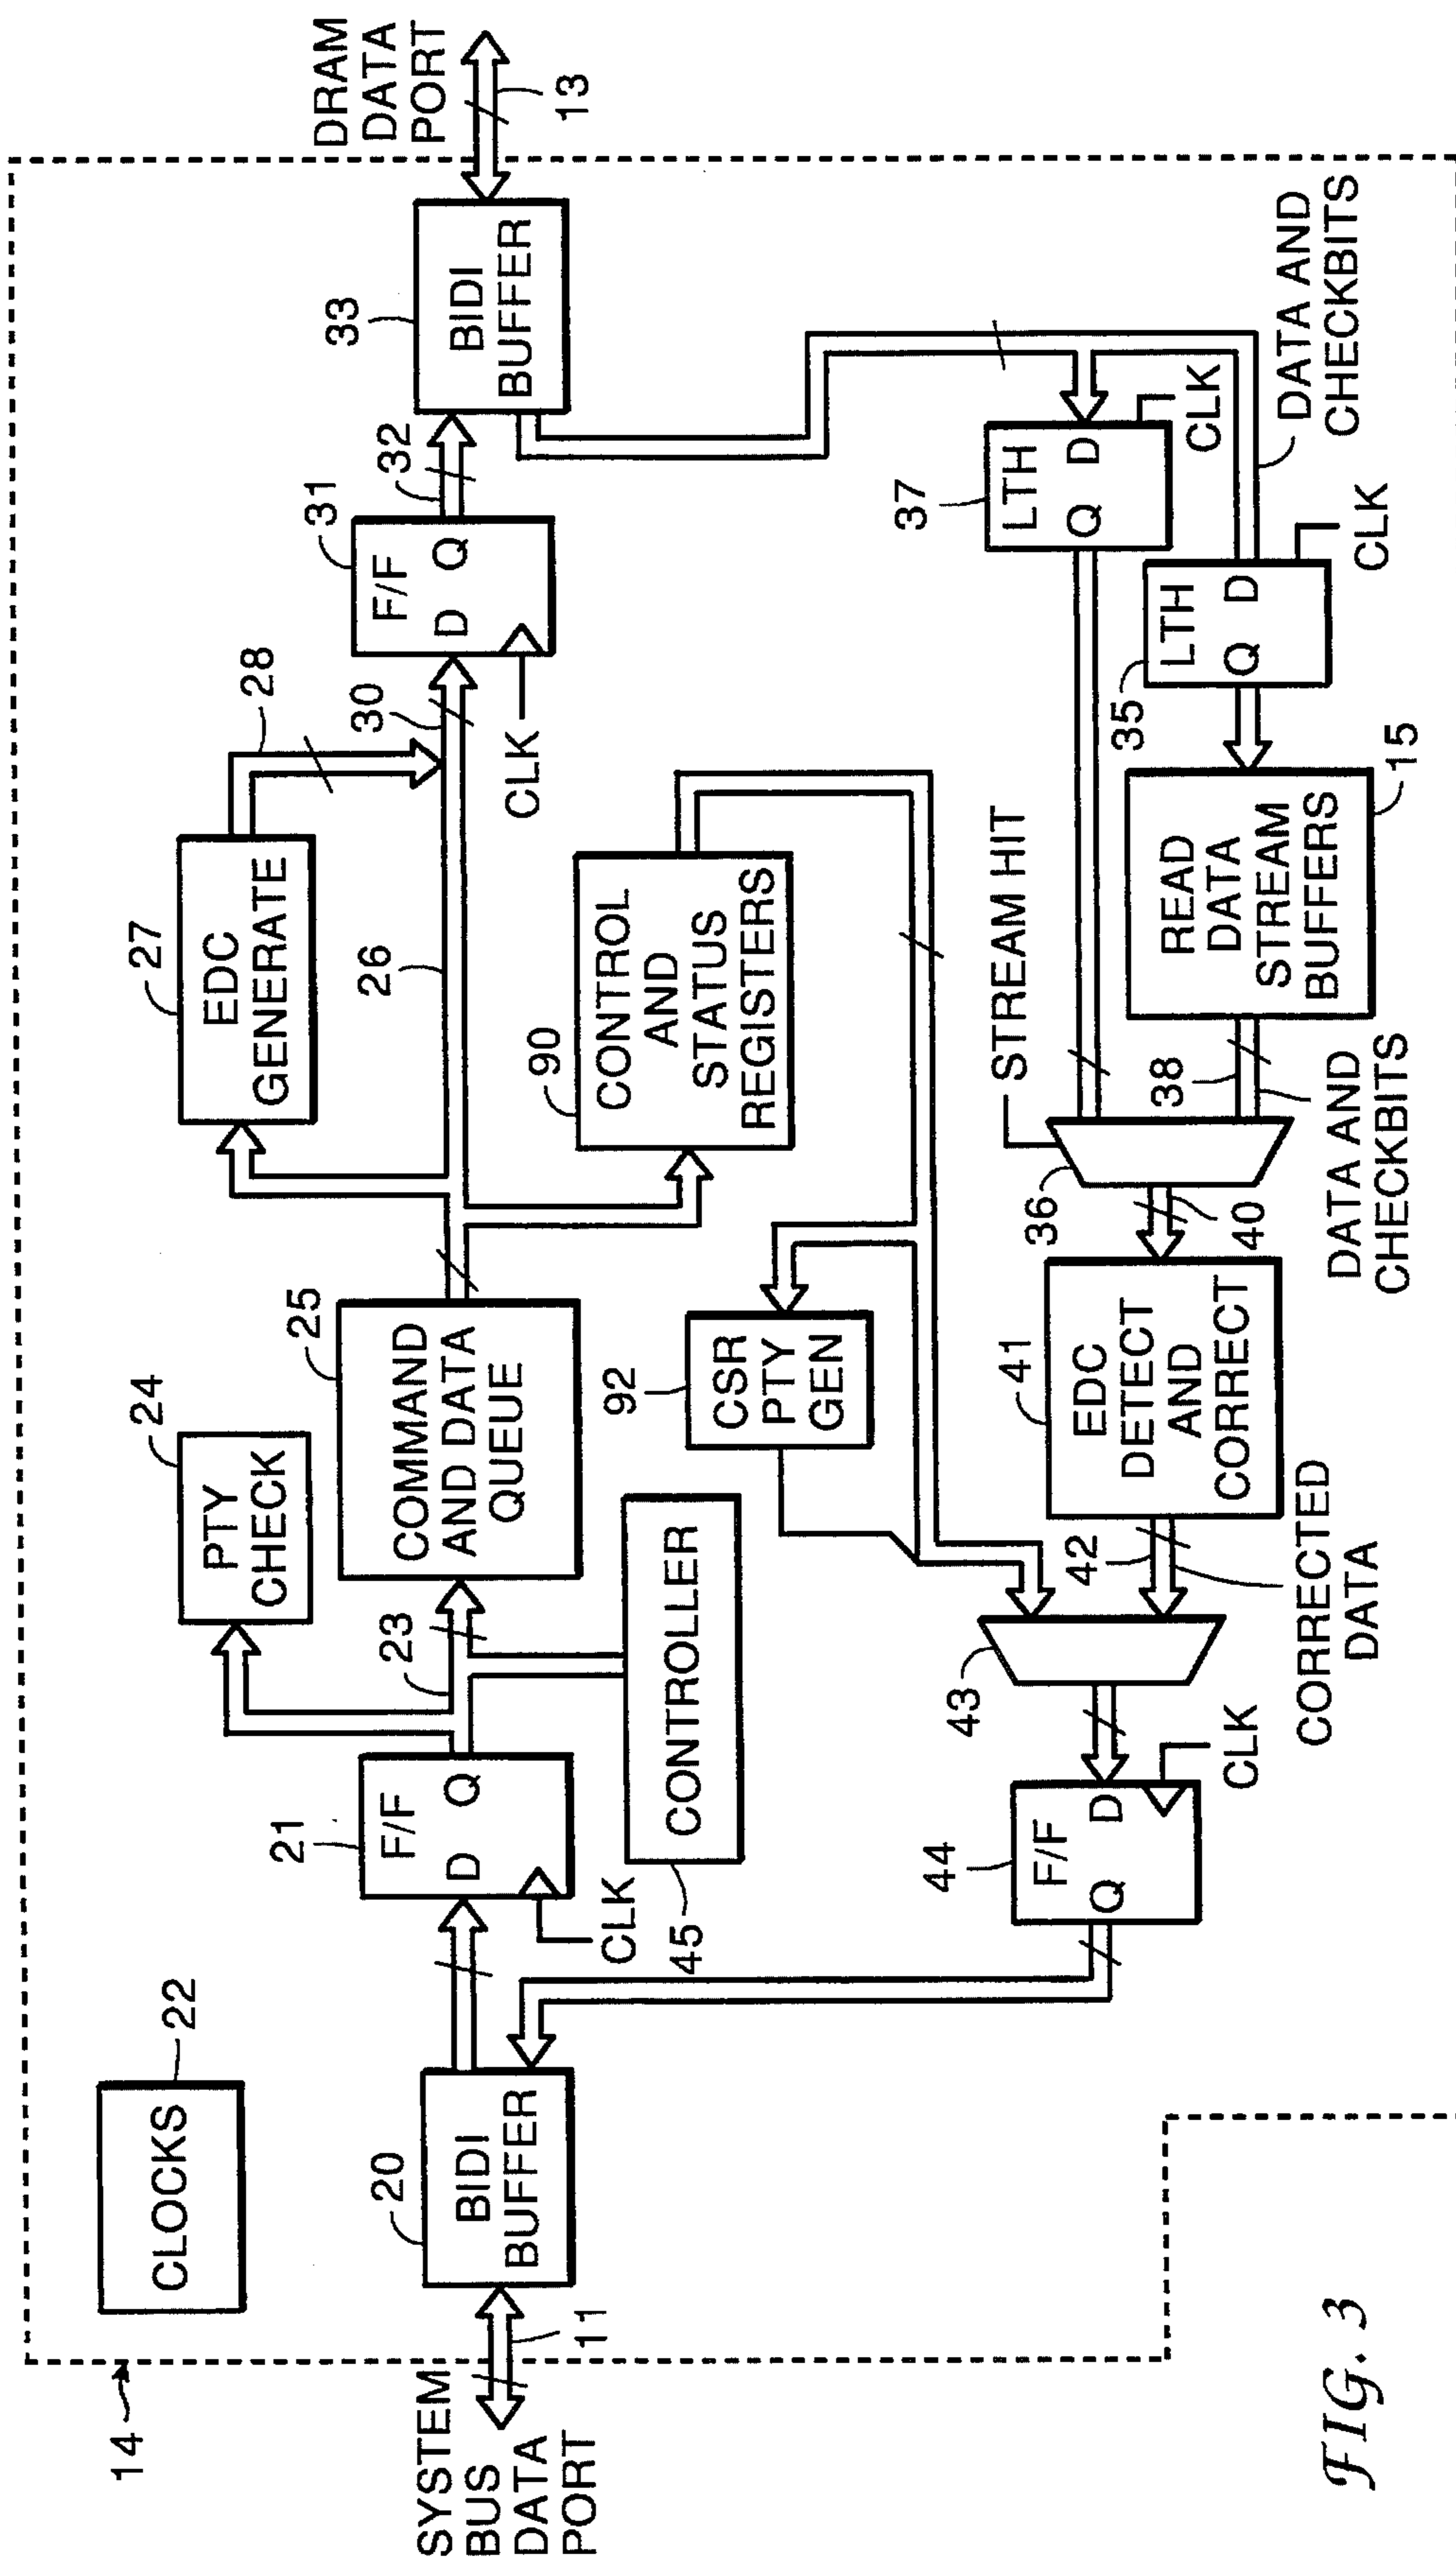 14
CLOCKS
22
SYSTEM
BUS
DATA
PORT
11
20
BIDI
BUFFER
21
F/F
D Q
CLK
23
24
PTY
CHECK
45
CONTROLLER
25
COMMAND
AND DATA
QUEUE
26
27
EDC
GENERATE
28
30
31
F/F
D Q
CLK
32
33
BIDI
BUFFER
DRAM
DATA
PORT
13
90
CONTROL
AND
STATUS
REGISTERS
92
CSR
PTY
GEN
44
F/F
Q D
CLK
43
42
CORRECTED
DATA
41
EDC
DETECT
AND
CORRECT
40
36
STREAM HIT
38
DATA AND
CHECKBITS
READ
DATA
STREAM
BUFFERS
15
35
LTH
Q D
CLK
37
LTH
Q D
CLK
DATA AND
CHECKBITS
FIG. 3